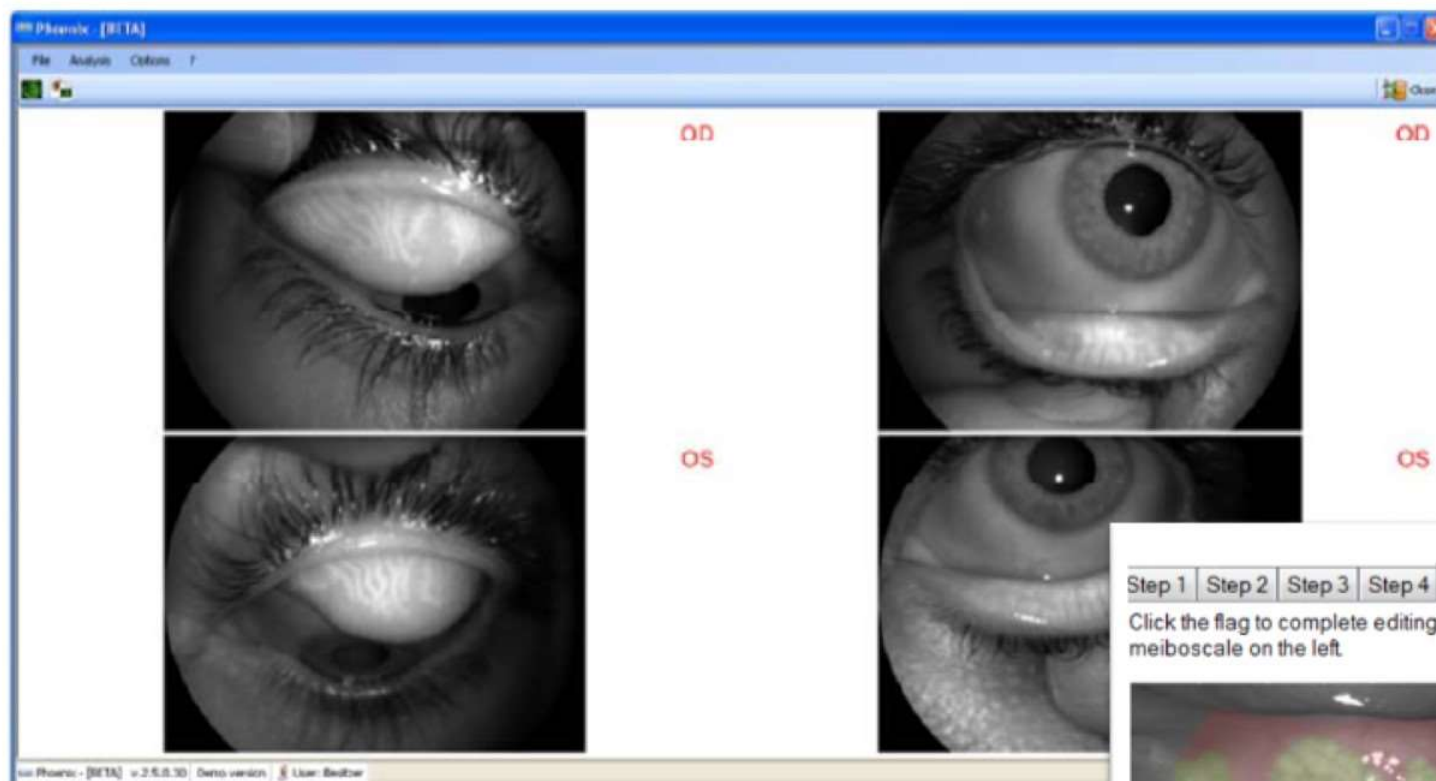 Phoenix - [BETA]
File Analysis Options ?
OD
OD
OS
OS
Step 1 Step 2 Step 3 Step 4
Click the flag to complete editing
meiboscale on the left.
Phoenix - [BETA] v.2.5.0.30 Demo version User: